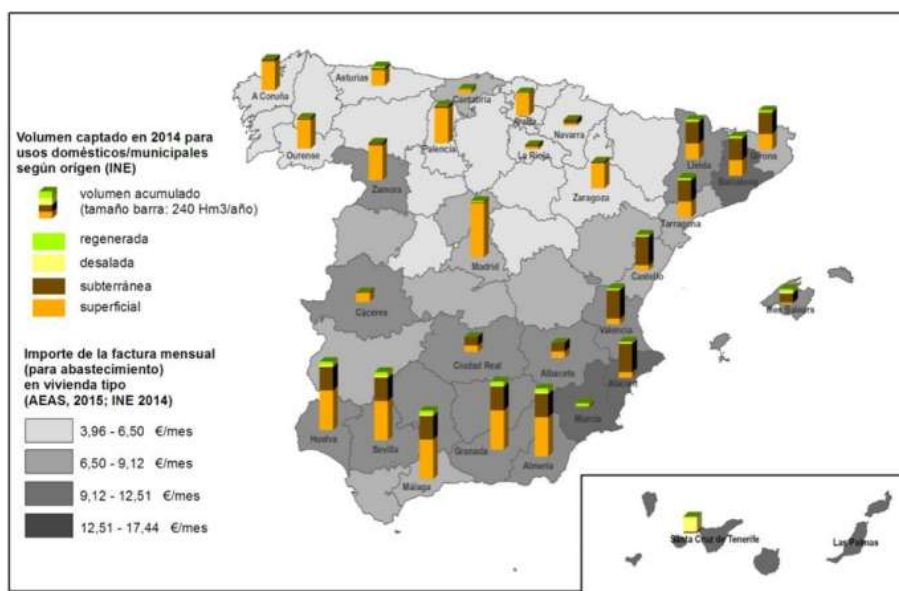 Volumen captado en 2014 para
usos domésticos/municipales
según orígen (INE)
volumen acumulado
(tamaño barra: 240 Hm3/año)
regenerada
desalada
subterránea
superficial
Importe de la factura mensual
(para abastecimiento)
en vivienda tipo
(AEAS, 2015; INE 2014)
3,96 - 6,50 €/mes
6,50 - 9,12 €/mes
9,12 - 12,51 €/mes
12,51 - 17,44 €/mes
A Coruña
Asturias
Cantabria
Navarra
Ourense
Palencia
La Rioja
Lleida
Girona
Barcelona
Zamora
Zaragoza
Tarragona
Madrid
Castello
Cáceres
Valencia
Illes Balears
Ciudad Real
Albacete
Alacant
Murcia
Huelva
Sevilla
Granada
Almería
Málaga
Santa Cruz de Tenerife
Las Palmas